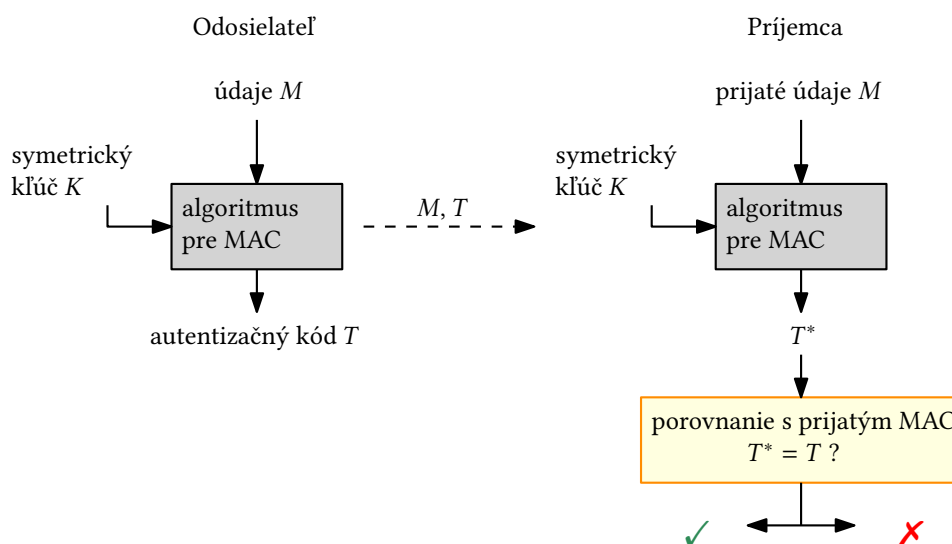 Odosielateľ
Príjemca
údaje M
prijaté údaje M
symetrický
kľúč K
symetrický
kľúč K
algoritmus
pre MAC
M, T
algoritmus
pre MAC
autentizačný kód T
T*
porovnanie s prijatým MAC
T* = T ?
✓ ✗